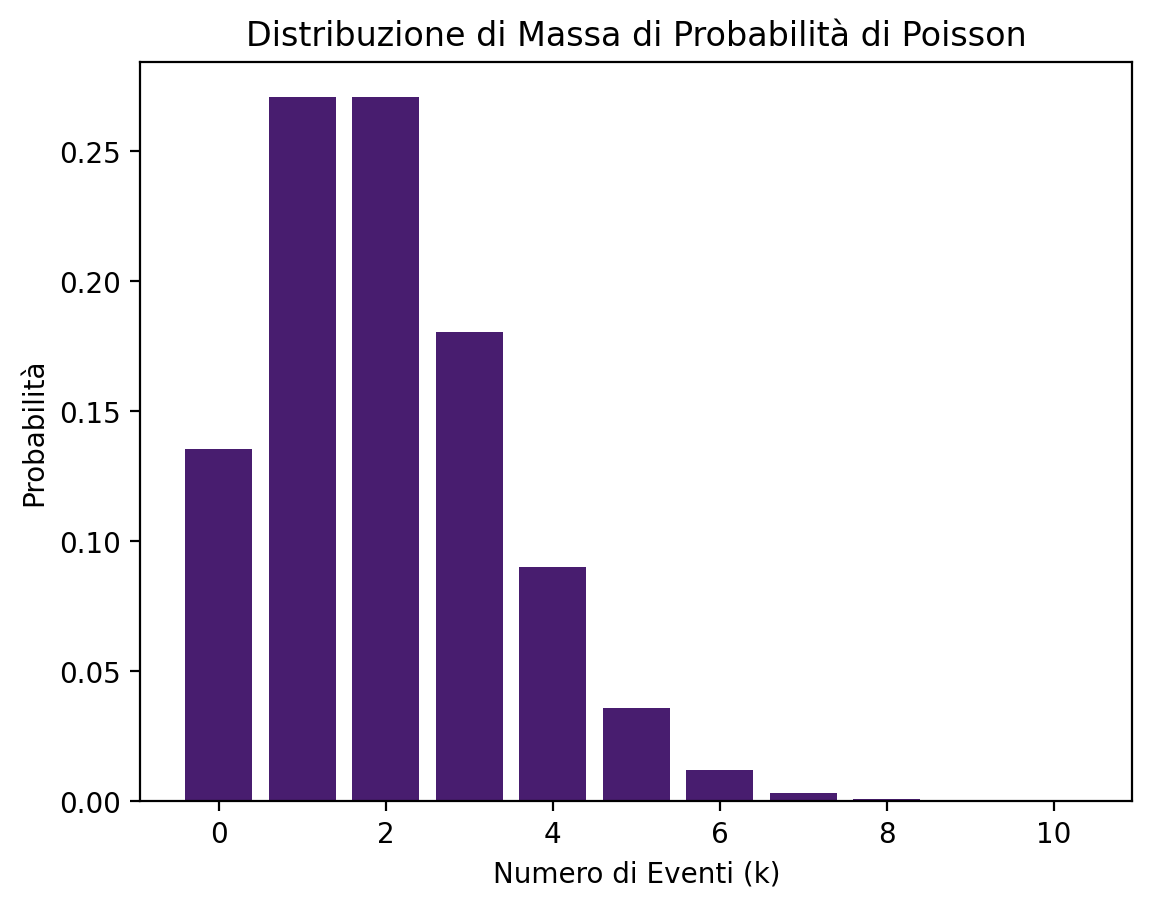 Distribuzione di Massa di Probabilità di Poisson
0.25
0.20
0.15
0.10
0.05
0.00
Probabilità
0 2 4 6 8 10
Numero di Eventi (k)